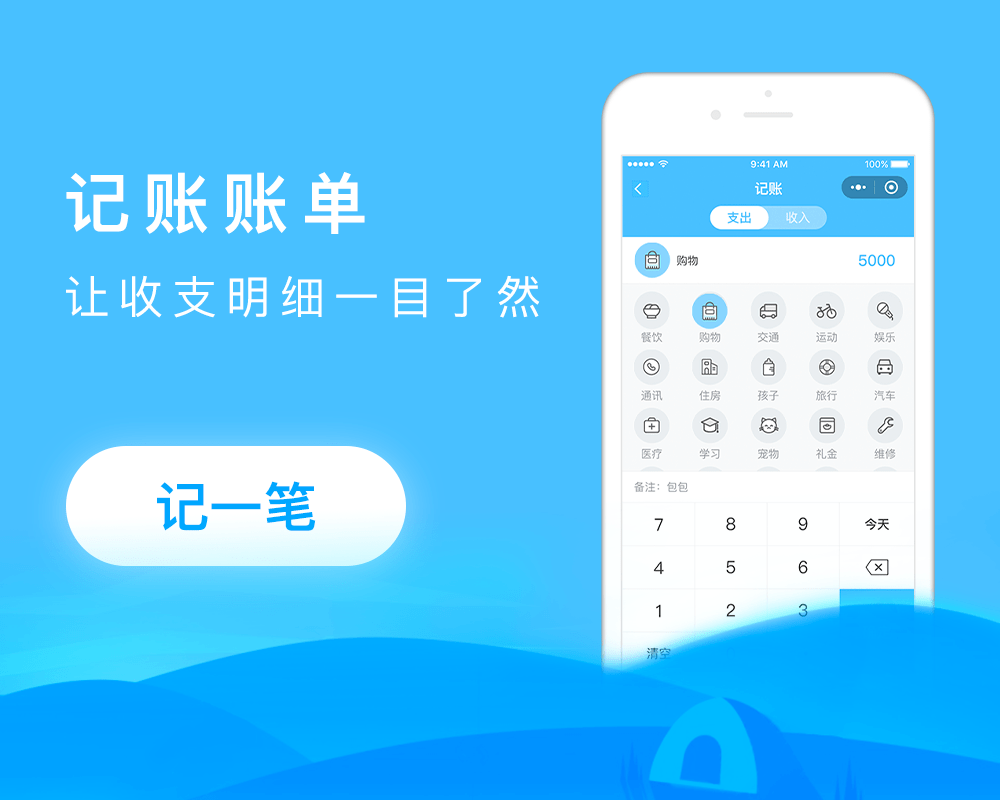 记账账单
让收支明细一目了然
记一笔
9:41 AM
100%
记账
支出 收入
购物 5000
餐饮 购物 交通 运动 娱乐
通讯 住房 孩子 旅行 汽车
医疗 学习 宠物 礼金 维修
备注：包包
7 8 9 今天
4 5 6
1 2 3
清空